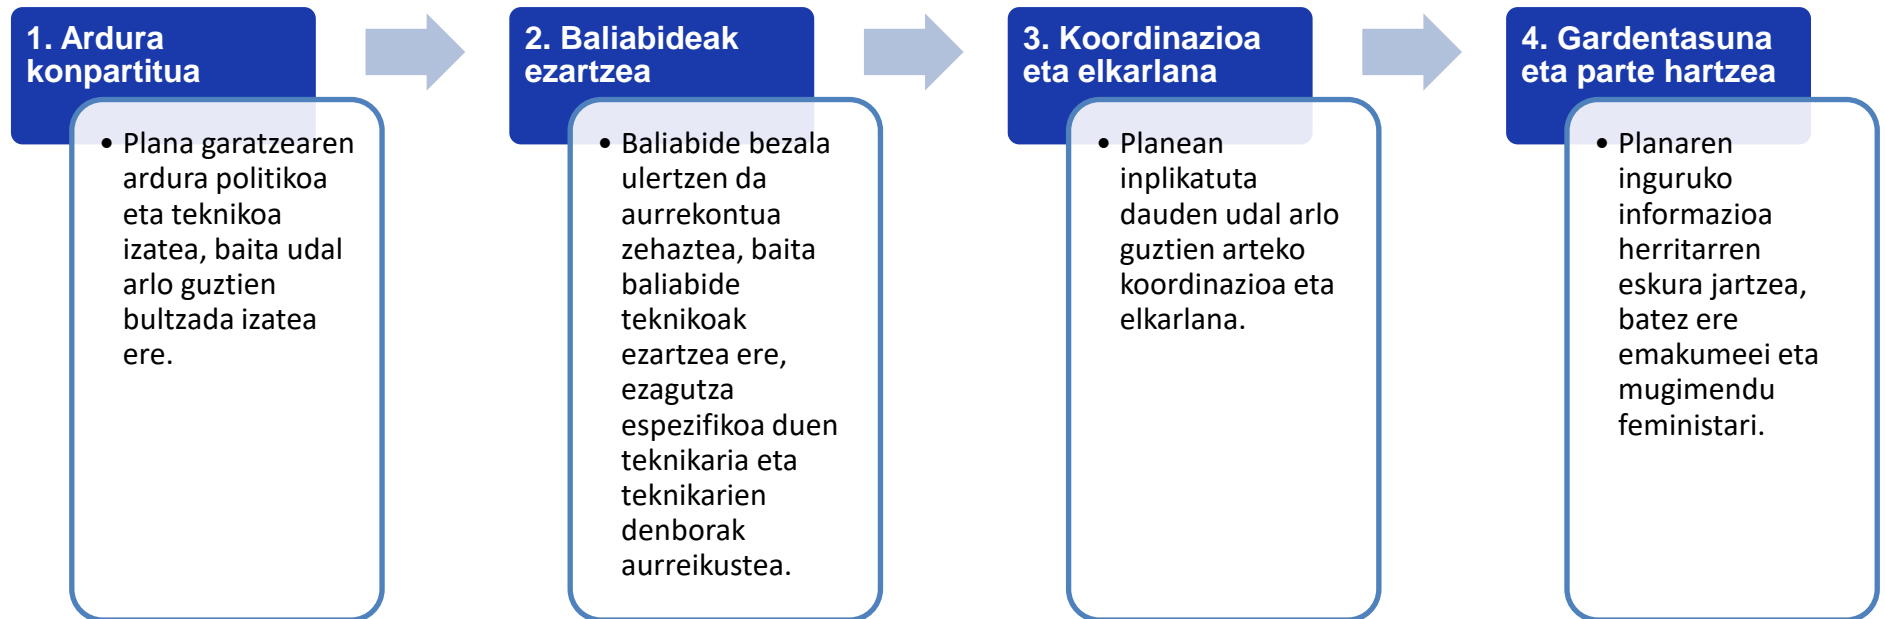 1. Ardura
konpartitua
• Plana garatzearen
ardura politikoa
eta teknikoa
izatea, baita udal
arlo guztien
bultzada izatea
ere.
2. Baliabideak
ezartzea
• Baliabide bezala
ulertzen da
aurrekontua
zehaztea, baita
baliabide
teknikoak
ezartzea ere,
ezagutza
espezifikoa duen
teknikaria eta
teknikarien
denborak
aurreikustea.
3. Koordinazioa
eta elkarlana
• Planean
inplikatuta
dauden udal arlo
guztien arteko
koordinazioa eta
elkarlana.
4. Gardentasuna
eta parte hartzea
• Planaren
inguruko
informazioa
herritarren
eskura jartzea,
batez ere
emakumeei eta
mugimendu
feministari.